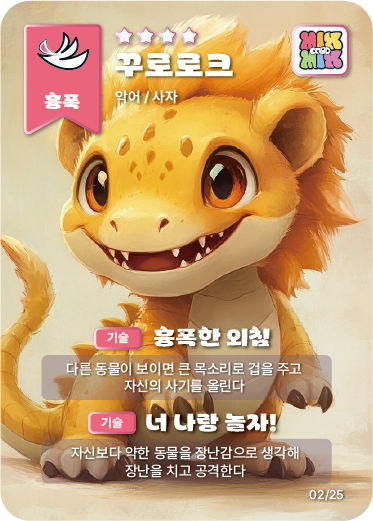 꾸로로크
MIX
CARD
MIX
흉폭
악어 / 사자
기술 흉폭한 외침
다른 동물이 보이면 큰 목소리로 겁을 주고
자신의 사기를 올린다
기술 너 나랑 놀자!
자신보다 약한 동물을 장난감으로 생각해
장난을 치고 공격한다
02/25